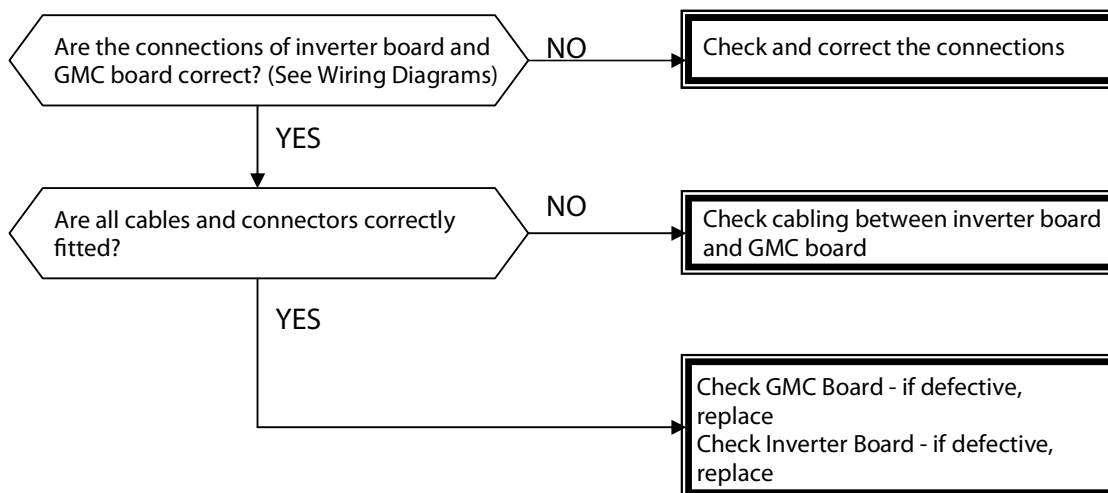 Are the connections of inverter board and
GMC board correct? (See Wiring Diagrams)
NO
Check and correct the connections
YES
Are all cables and connectors correctly
fitted?
NO
Check cabling between inverter board
and GMC board
YES
Check GMC Board - if defective,
replace
Check Inverter Board - if defective,
replace